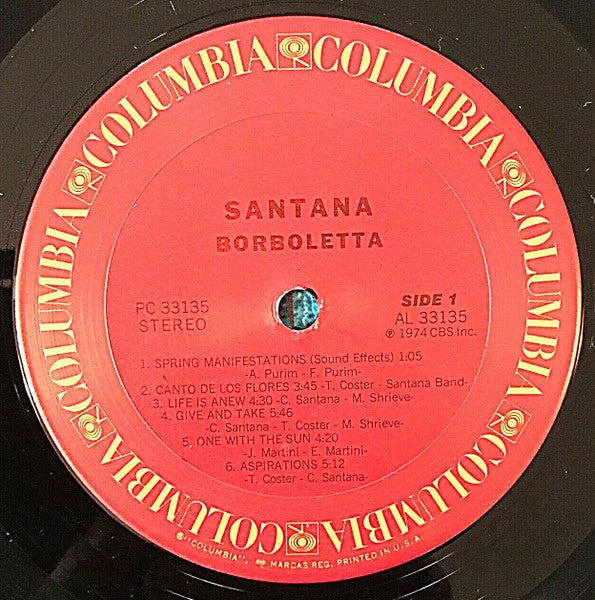 COLUMBIA COLUMBIA COLUMBIA COLUMBIA COLUMBIA COLUMBIA
SANTANA
BORBOLETTA
PC 33135
STEREO
SIDE 1
AL 33135
℗ 1974 CBS Inc.
1. SPRING MANIFESTATIONS (Sound Effects) 1:05
-A. Purim - F. Purim-
2. CANTO DE LOS FLORES 3:45 -T. Coster - Santana Band-
3. LIFE IS ANEW 4:30 -C. Santana - M. Shrieve-
4. GIVE AND TAKE 5:46
-C. Santana - T. Coster - M. Shrieve-
5. ONE WITH THE SUN 4:20
-J. Martini - E. Martini-
6. ASPIRATIONS 5:12
-T. Coster - C. Santana-
®"COLUMBIA", MARCAS REG. PRINTED IN U.S.A.